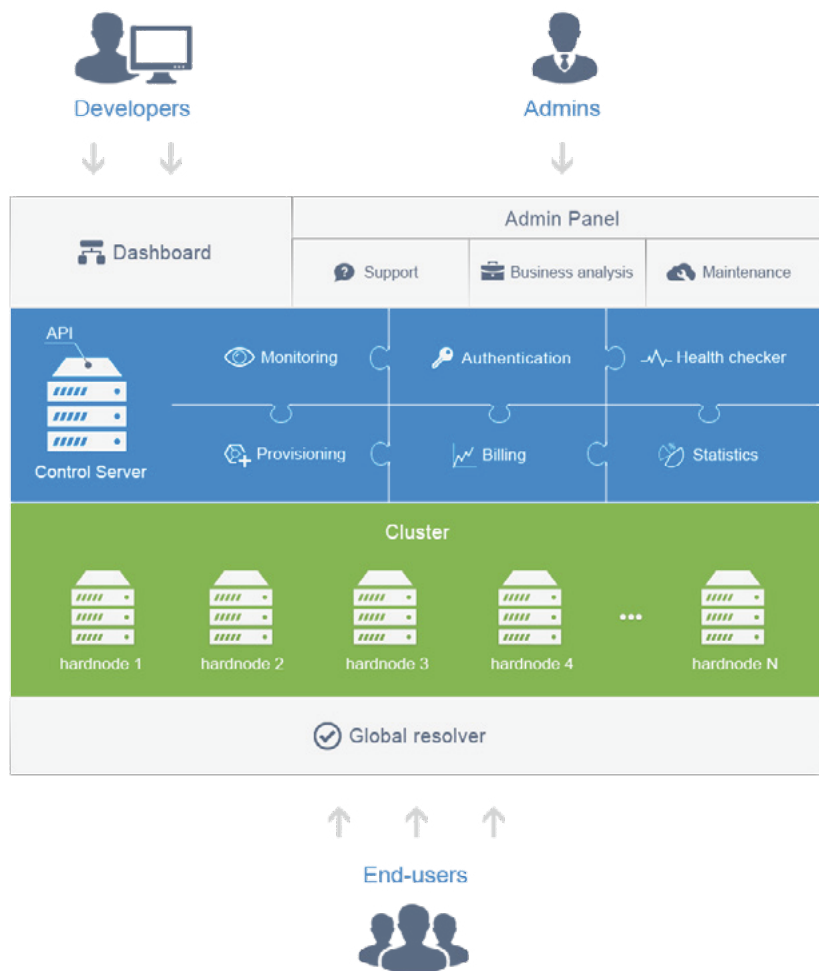 Developers
Admins
Dashboard
Admin Panel
Support
Business analysis
Maintenance
API
Control Server
Monitoring
Authentication
Health checker
Provisioning
Billing
Statistics
Cluster
hardnode 1
hardnode 2
hardnode 3
hardnode 4
...
hardnode N
Global resolver
End-users